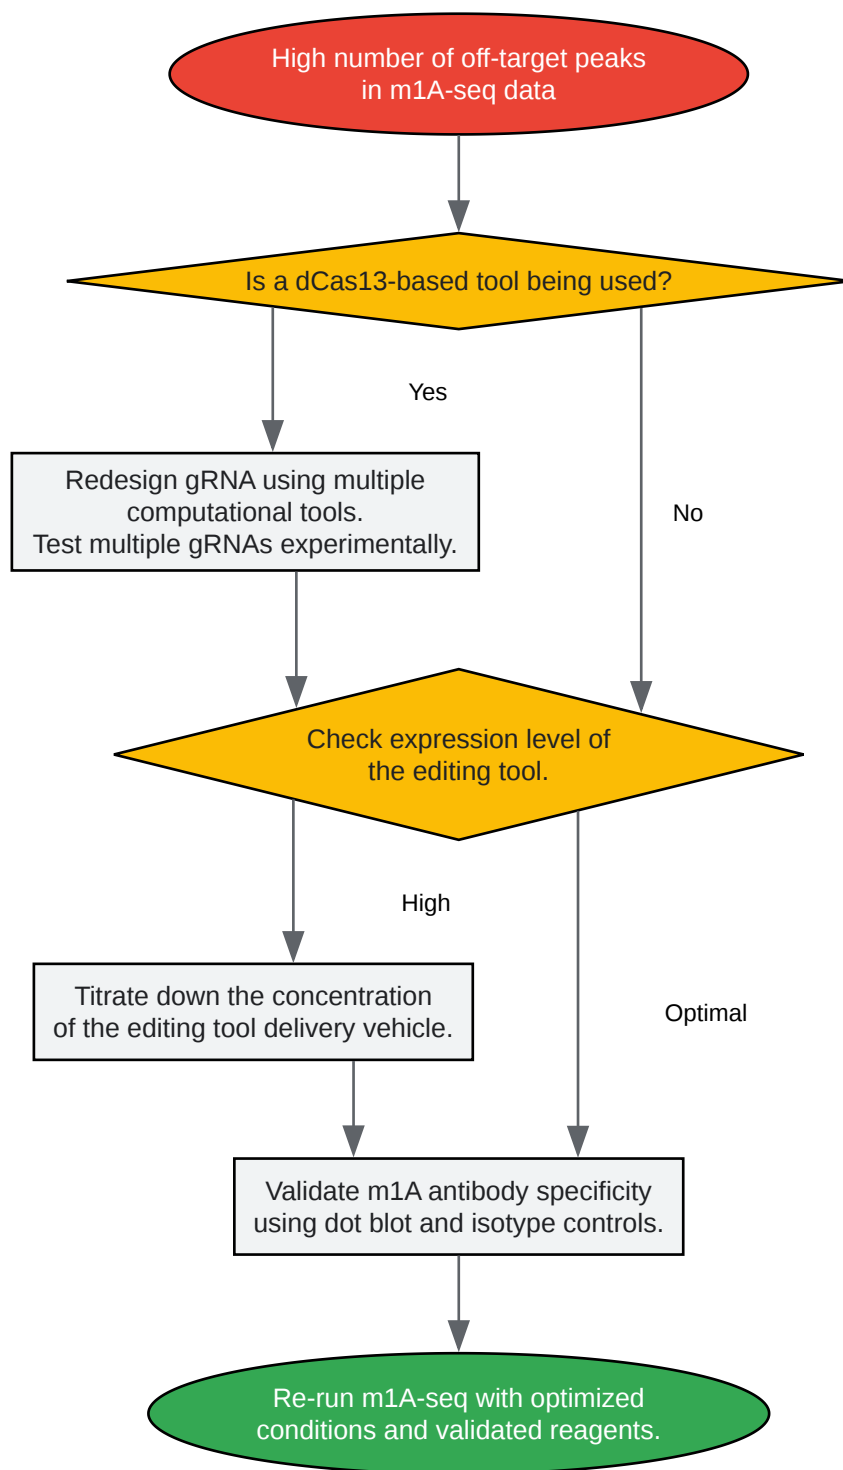 High number of off-target peaks
in m1A-seq data
Is a dCas13-based tool being used?
Yes
Redesign gRNA using multiple
computational tools.
Test multiple gRNAs experimentally.
No
Check expression level of
the editing tool.
High
Titrate down the concentration
of the editing tool delivery vehicle.
Optimal
Validate m1A antibody specificity
using dot blot and isotype controls.
Re-run m1A-seq with optimized
conditions and validated reagents.